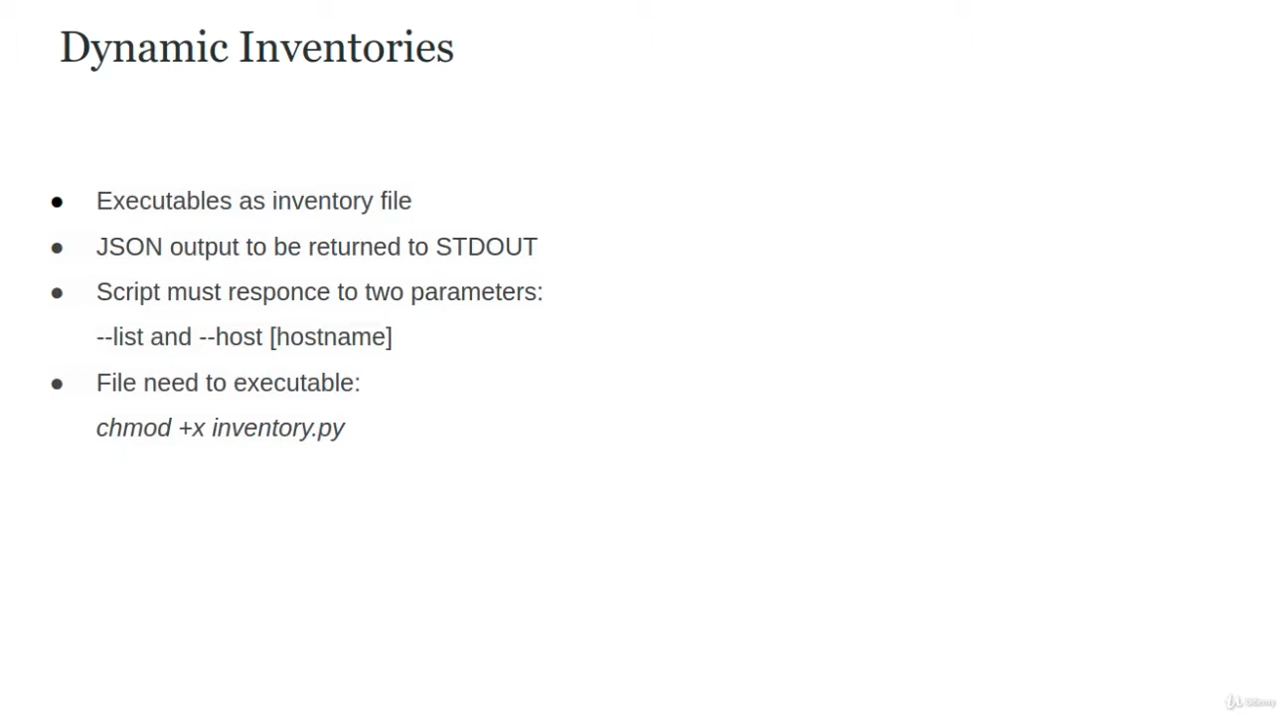 Dynamic Inventories
● Executables as inventory file
● JSON output to be returned to STDOUT
● Script must responce to two parameters:
--list and --host [hostname]
● File need to executable:
chmod +x inventory.py
Udemy